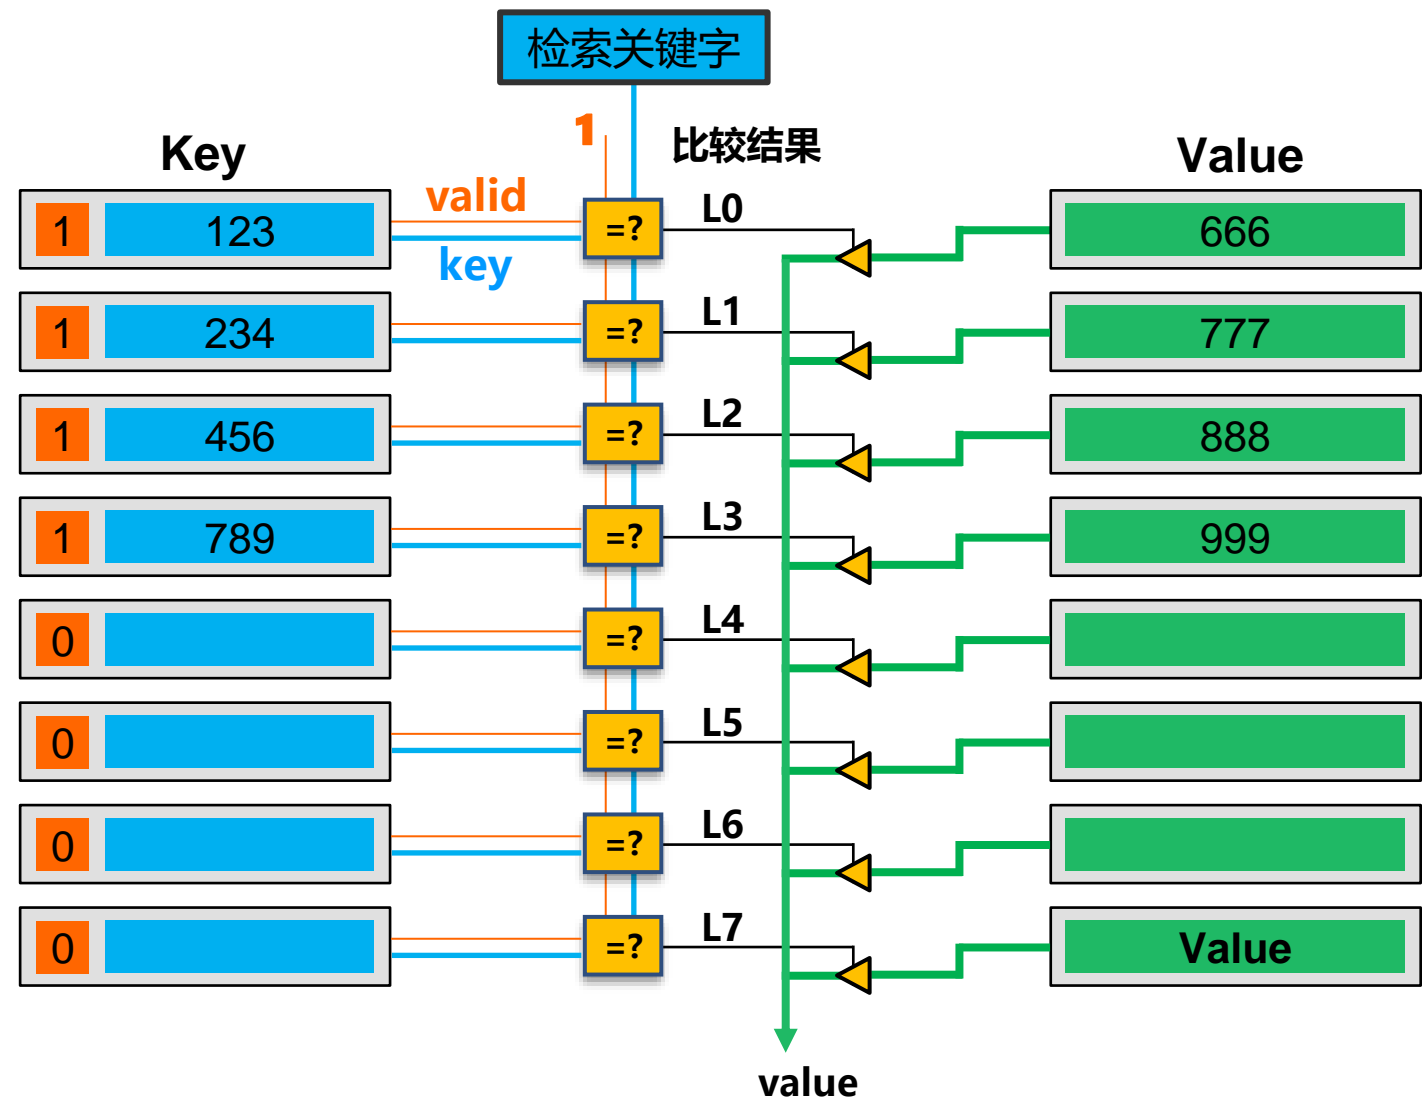 检索关键字
1
比较结果
Key
Value
valid
key
1 123 =? L0 666
1 234 =? L1 777
1 456 =? L2 888
1 789 =? L3 999
0 =? L4
0 =? L5
0 =? L6
0 =? L7 Value
value